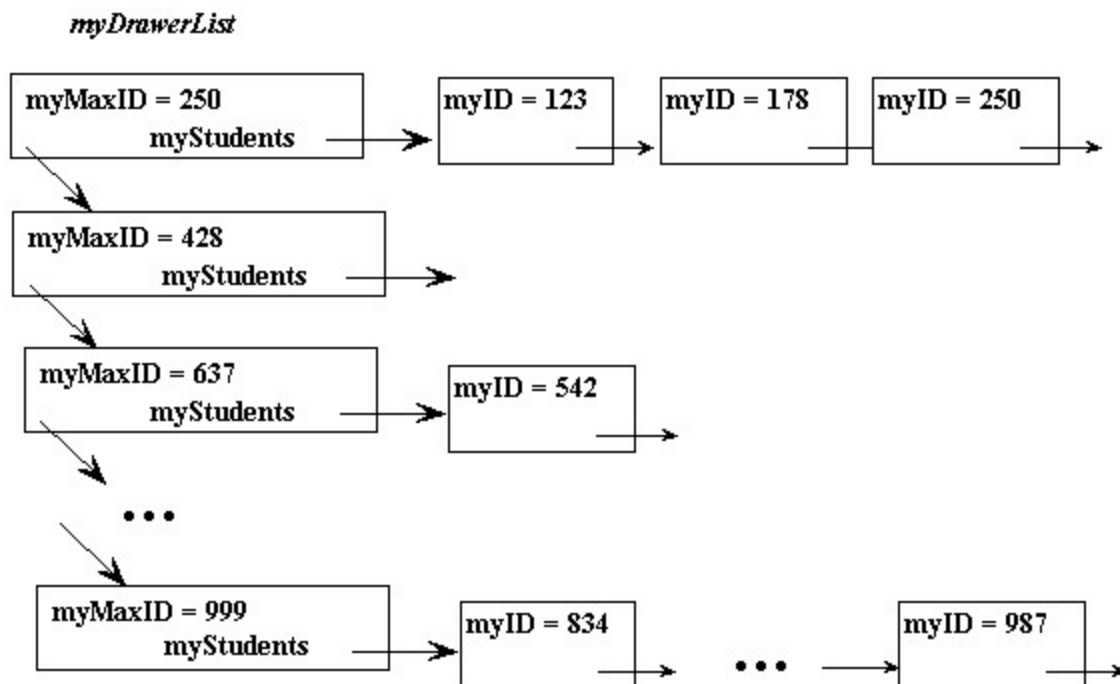 myDrawerList
myMaxID = 250
myStudents
myID = 123
myID = 178
myID = 250
myMaxID = 428
myStudents
myMaxID = 637
myStudents
myID = 542
•••
myMaxID = 999
myStudents
myID = 834
•••
myID = 987